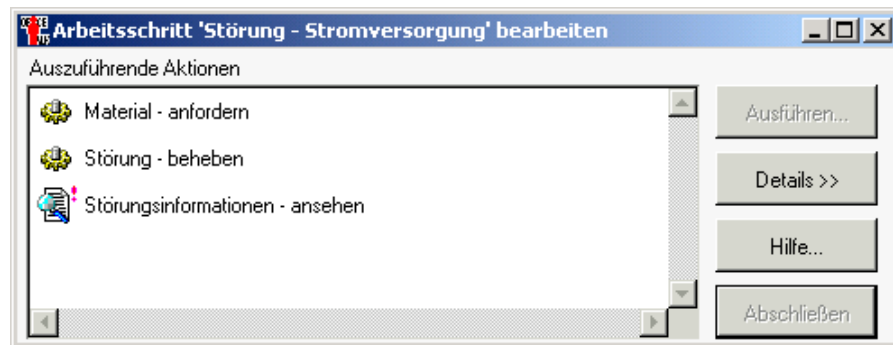 Arbeitsschritt 'Störung - Stromversorgung' bearbeiten
Auszuführende Aktionen
Material - anfordern
Störung - beheben
Störungsinformationen - ansehen
Ausführen...
Details >>
Hilfe...
Abschließen